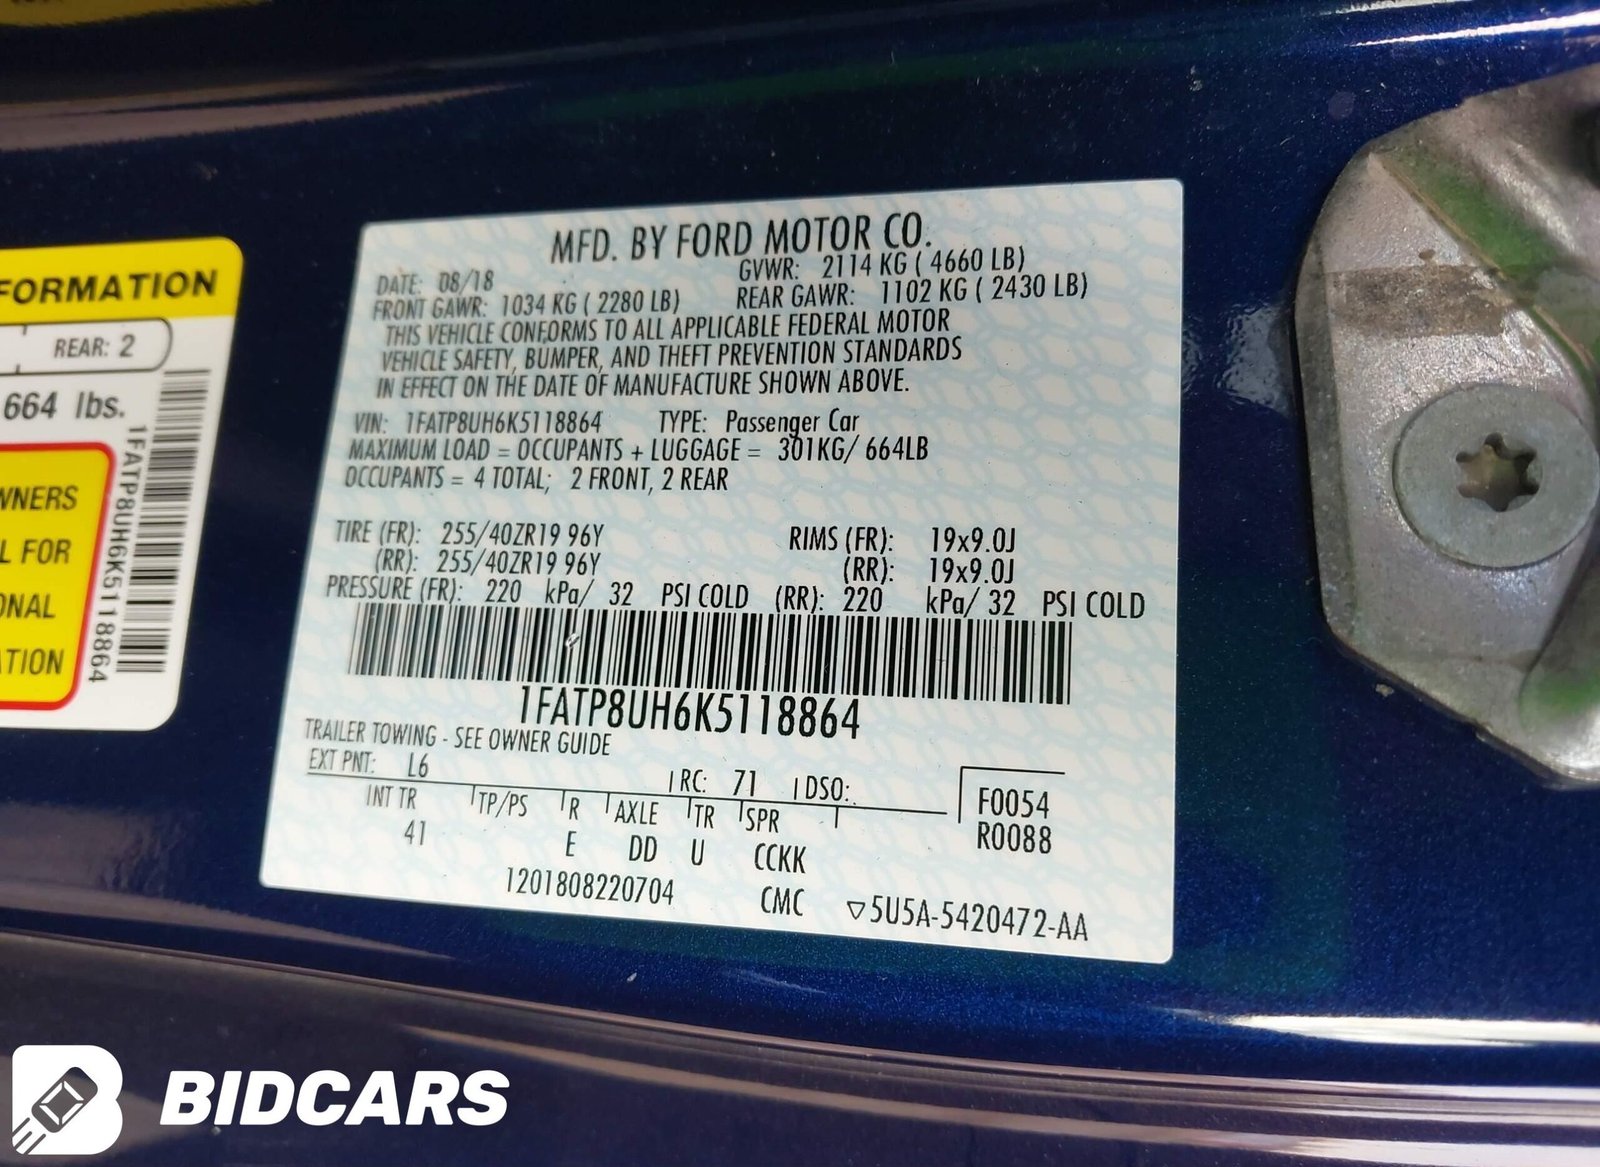 FORMATION
REAR: 2
664 lbs.
WNERS
L FOR
ONAL
ATION
1FATP8UH6K5118864
MFD. BY FORD MOTOR CO.
DATE: 08/18 GVWR: 2114 KG ( 4660 LB)
FRONT GAWR: 1034 KG ( 2280 LB) REAR GAWR: 1102 KG ( 2430 LB)
THIS VEHICLE CONFORMS TO ALL APPLICABLE FEDERAL MOTOR
VEHICLE SAFETY, BUMPER, AND THEFT PREVENTION STANDARDS
IN EFFECT ON THE DATE OF MANUFACTURE SHOWN ABOVE.
VIN: 1FATP8UH6K5118864 TYPE: Passenger Car
MAXIMUM LOAD = OCCUPANTS + LUGGAGE = 301KG/ 664LB
OCCUPANTS = 4 TOTAL; 2 FRONT, 2 REAR
TIRE (FR): 255/40ZR19 96Y RIMS (FR): 19x9.0J
(RR): 255/40ZR19 96Y (RR): 19x9.0J
PRESSURE (FR): 220 kPa/ 32 PSI COLD (RR): 220 kPa/ 32 PSI COLD
1FATP8UH6K5118864
TRAILER TOWING - SEE OWNER GUIDE
EXT PNT: L6 RC: 71 DSO:
INT TR TP/PS R AXLE TR SPR
F0054
R0088
41 E DD U CCKK
1201808220704 CMC ▽5U5A-5420472-AA
BIDCARS